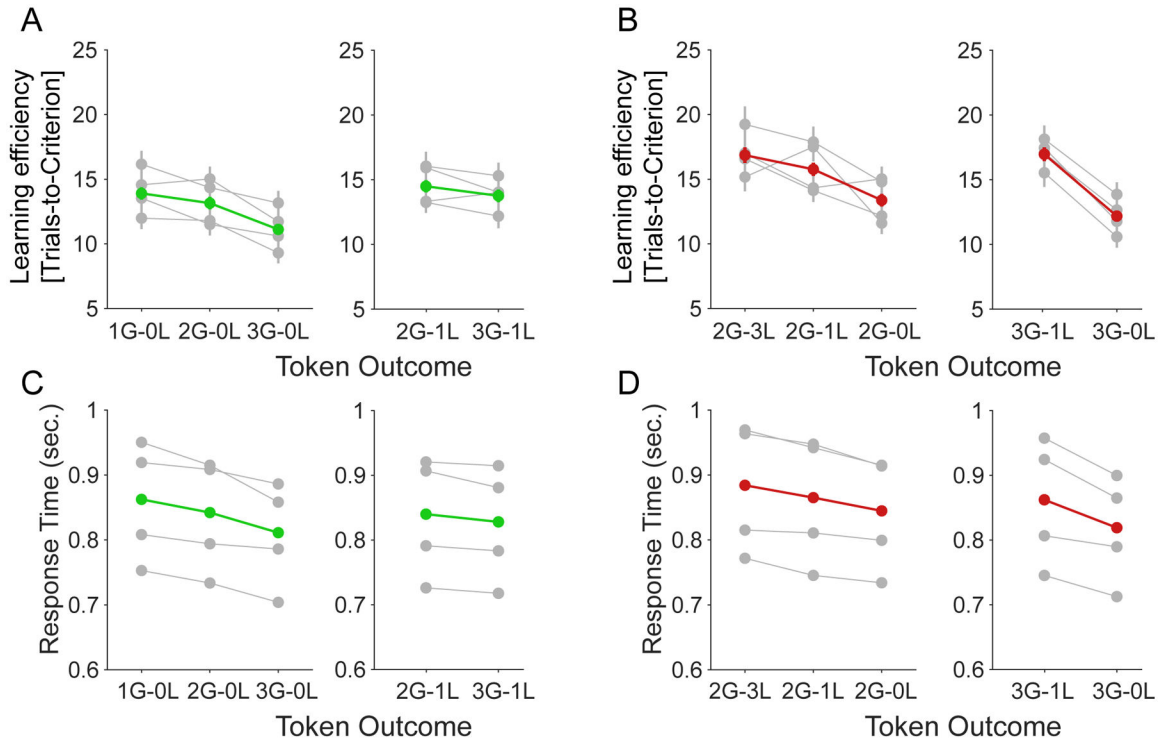 A
Learning efficiency
[Trials-to-Criterion]
25
20
15
10
5
1G-0L 2G-0L 3G-0L
25
20
15
10
5
2G-1L 3G-1L
Token Outcome
B
Learning efficiency
[Trials-to-Criterion]
25
20
15
10
5
2G-3L 2G-1L 2G-0L
25
20
15
10
5
3G-1L 3G-0L
Token Outcome
C
Response Time (sec.)
1
0.9
0.8
0.7
0.6
1G-0L 2G-0L 3G-0L
1
0.9
0.8
0.7
0.6
2G-1L 3G-1L
Token Outcome
D
Response Time (sec.)
1
0.9
0.8
0.7
0.6
2G-3L 2G-1L 2G-0L
1
0.9
0.8
0.7
0.6
3G-1L 3G-0L
Token Outcome